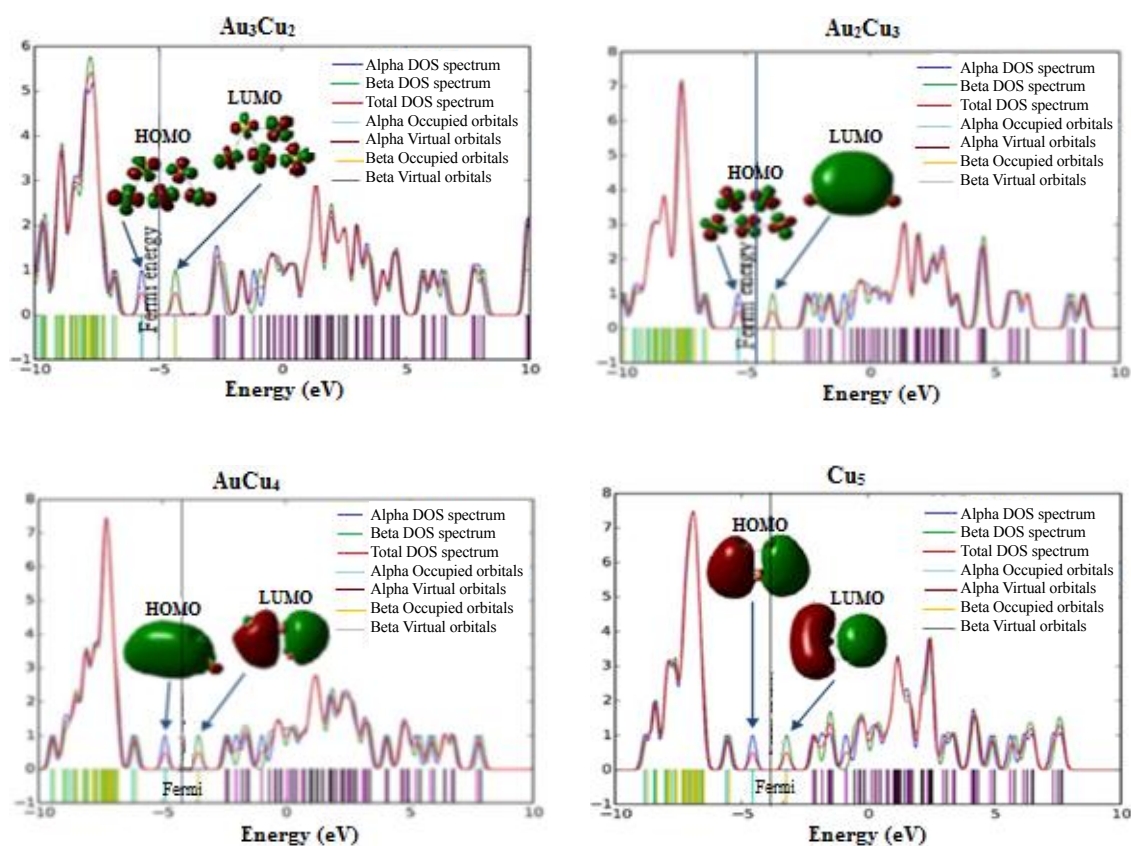 Au₃Cu₂
6
5
4
3
2
1
0
−1
Alpha DOS spectrum
Beta DOS spectrum
Total DOS spectrum
Alpha Occupied orbitals
Alpha Virtual orbitals
Beta Occupied orbitals
Beta Virtual orbitals
LUMO
HOMO
Fermi energy
−10
−5
0
5
10
Energy (eV)
Au₂Cu₃
8
7
6
5
4
3
2
1
0
−1
Alpha DOS spectrum
Beta DOS spectrum
Total DOS spectrum
Alpha Occupied orbitals
Alpha Virtual orbitals
Beta Occupied orbitals
Beta Virtual orbitals
LUMO
HOMO
Fermi energy
−10
−5
0
5
10
Energy (eV)
AuCu₄
8
7
6
5
4
3
2
1
0
−1
Alpha DOS spectrum
Beta DOS spectrum
Total DOS spectrum
Alpha Occupied orbitals
Alpha Virtual orbitals
Beta Occupied orbitals
Beta Virtual orbitals
HOMO
LUMO
Fermi
−10
−5
0
5
10
Energy (eV)
Cu₅
8
7
6
5
4
3
2
1
0
−1
Alpha DOS spectrum
Beta DOS spectrum
Total DOS spectrum
Alpha Occupied orbitals
Alpha Virtual orbitals
Beta Occupied orbitals
Beta Virtual orbitals
HOMO
LUMO
Fermi
−10
−5
0
5
10
Energy (eV)